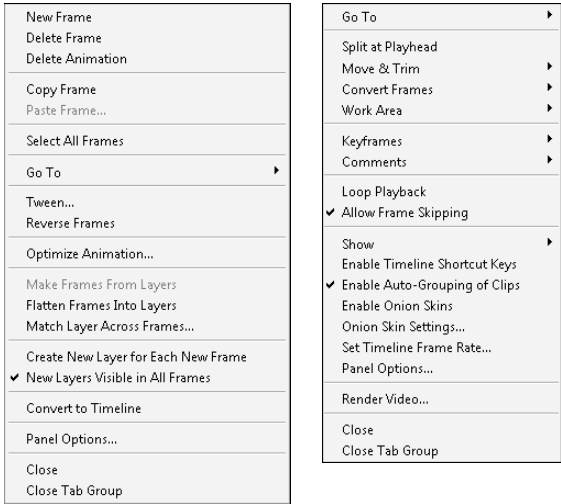 New Frame
Delete Frame
Delete Animation
Copy Frame
Paste Frame...
Select All Frames
Go To
Tween...
Reverse Frames
Optimize Animation...
Make Frames From Layers
Flatten Frames Into Layers
Match Layer Across Frames...
Create New Layer for Each New Frame
New Layers Visible in All Frames
Convert to Timeline
Panel Options...
Close
Close Tab Group
Go To
Split at Playhead
Move & Trim
Convert Frames
Work Area
Keyframes
Comments
Loop Playback
Allow Frame Skipping
Show
Enable Timeline Shortcut Keys
Enable Auto-Grouping of Clips
Enable Onion Skins
Onion Skin Settings...
Set Timeline Frame Rate...
Panel Options...
Render Video...
Close
Close Tab Group